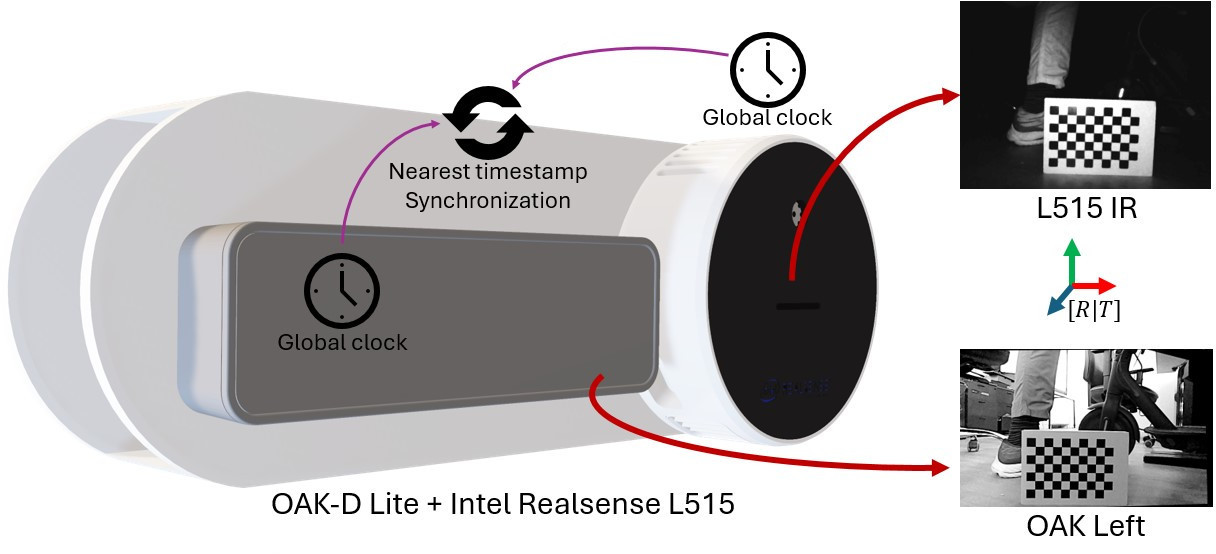 Global clock
Nearest timestamp
Synchronization
Global clock
L515 IR
[R|T]
OAK-D Lite + Intel Realsense L515
OAK Left